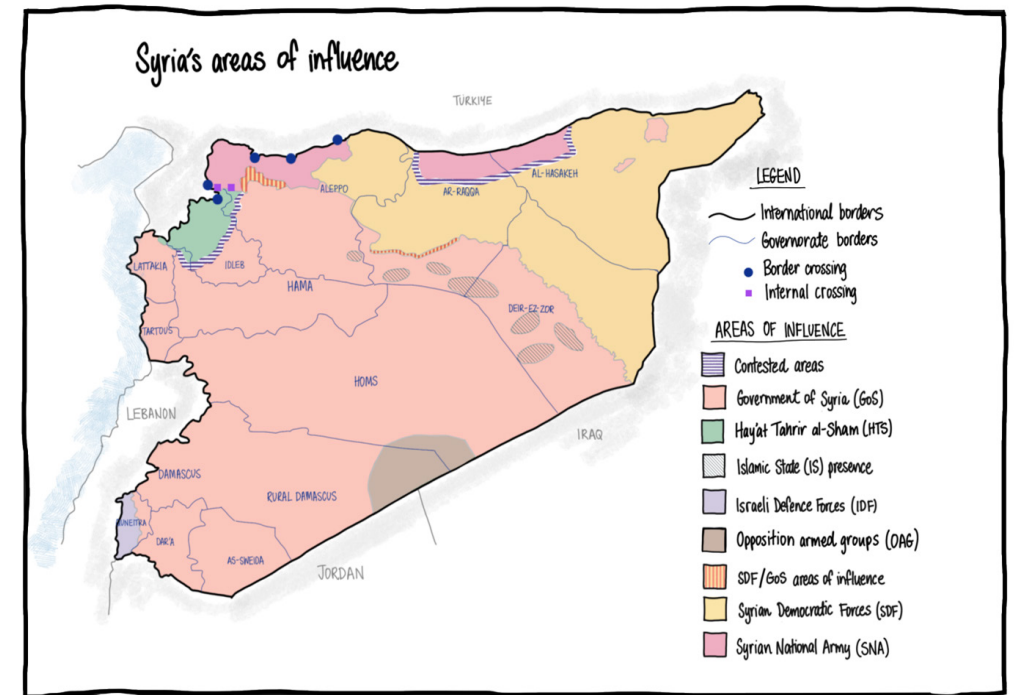 Syria's areas of influence
TÜRKIYE
ALEPPO
AR-RAQQA
AL-HASAKEH
LATTAKIA
IDLEB
HAMA
DEIR-EZ-ZOR
TARTOUS
HOMS
LEBANON
IRAQ
DAMASCUS
RURAL DAMASCUS
QUNEITRA
DAR'A
AS-SWEIDA
JORDAN
LEGEND
International borders
Governorate borders
Border crossing
Internal crossing
AREAS OF INFLUENCE
Contested areas
Government of Syria (GoS)
Hay'at Tahrir al-Sham (HTS)
Islamic State (IS) presence
Israeli Defence Forces (IDF)
Opposition armed groups (OAG)
SDF/GoS areas of influence
Syrian Democratic Forces (SDF)
Syrian National Army (SNA)